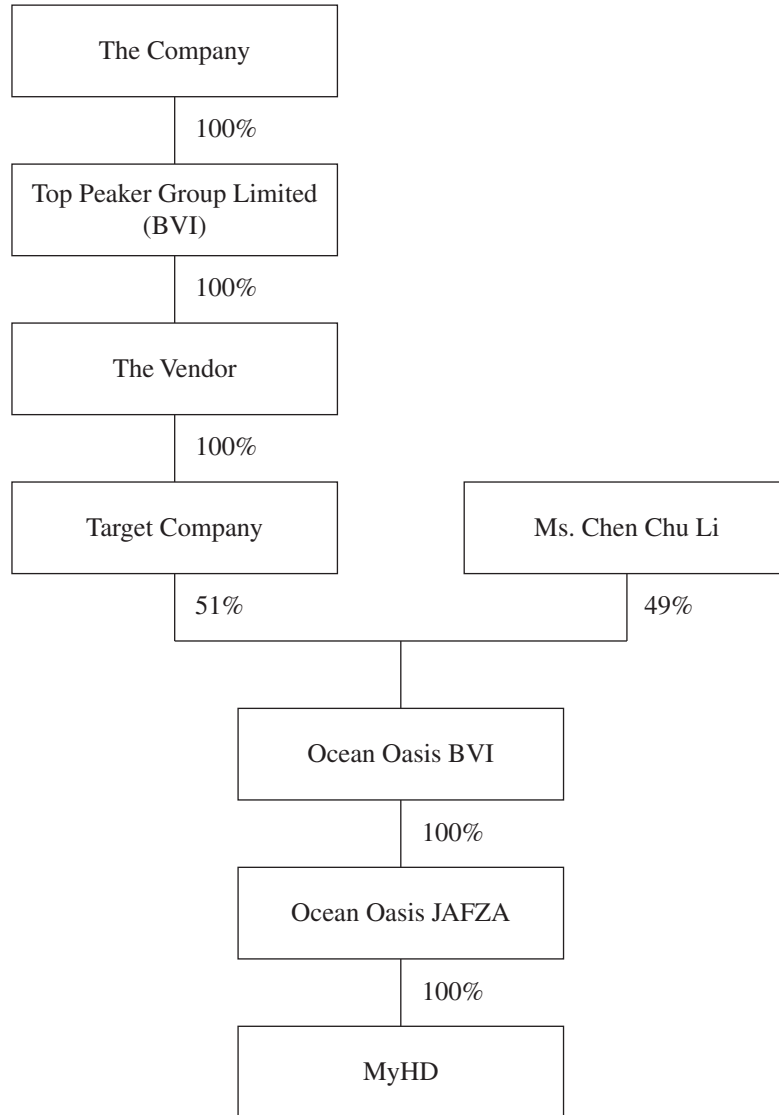 The Company
100%
Top Peaker Group Limited
(BVI)
100%
The Vendor
100%
Target Company
Ms. Chen Chu Li
51%
49%
Ocean Oasis BVI
100%
Ocean Oasis JAFZA
100%
MyHD